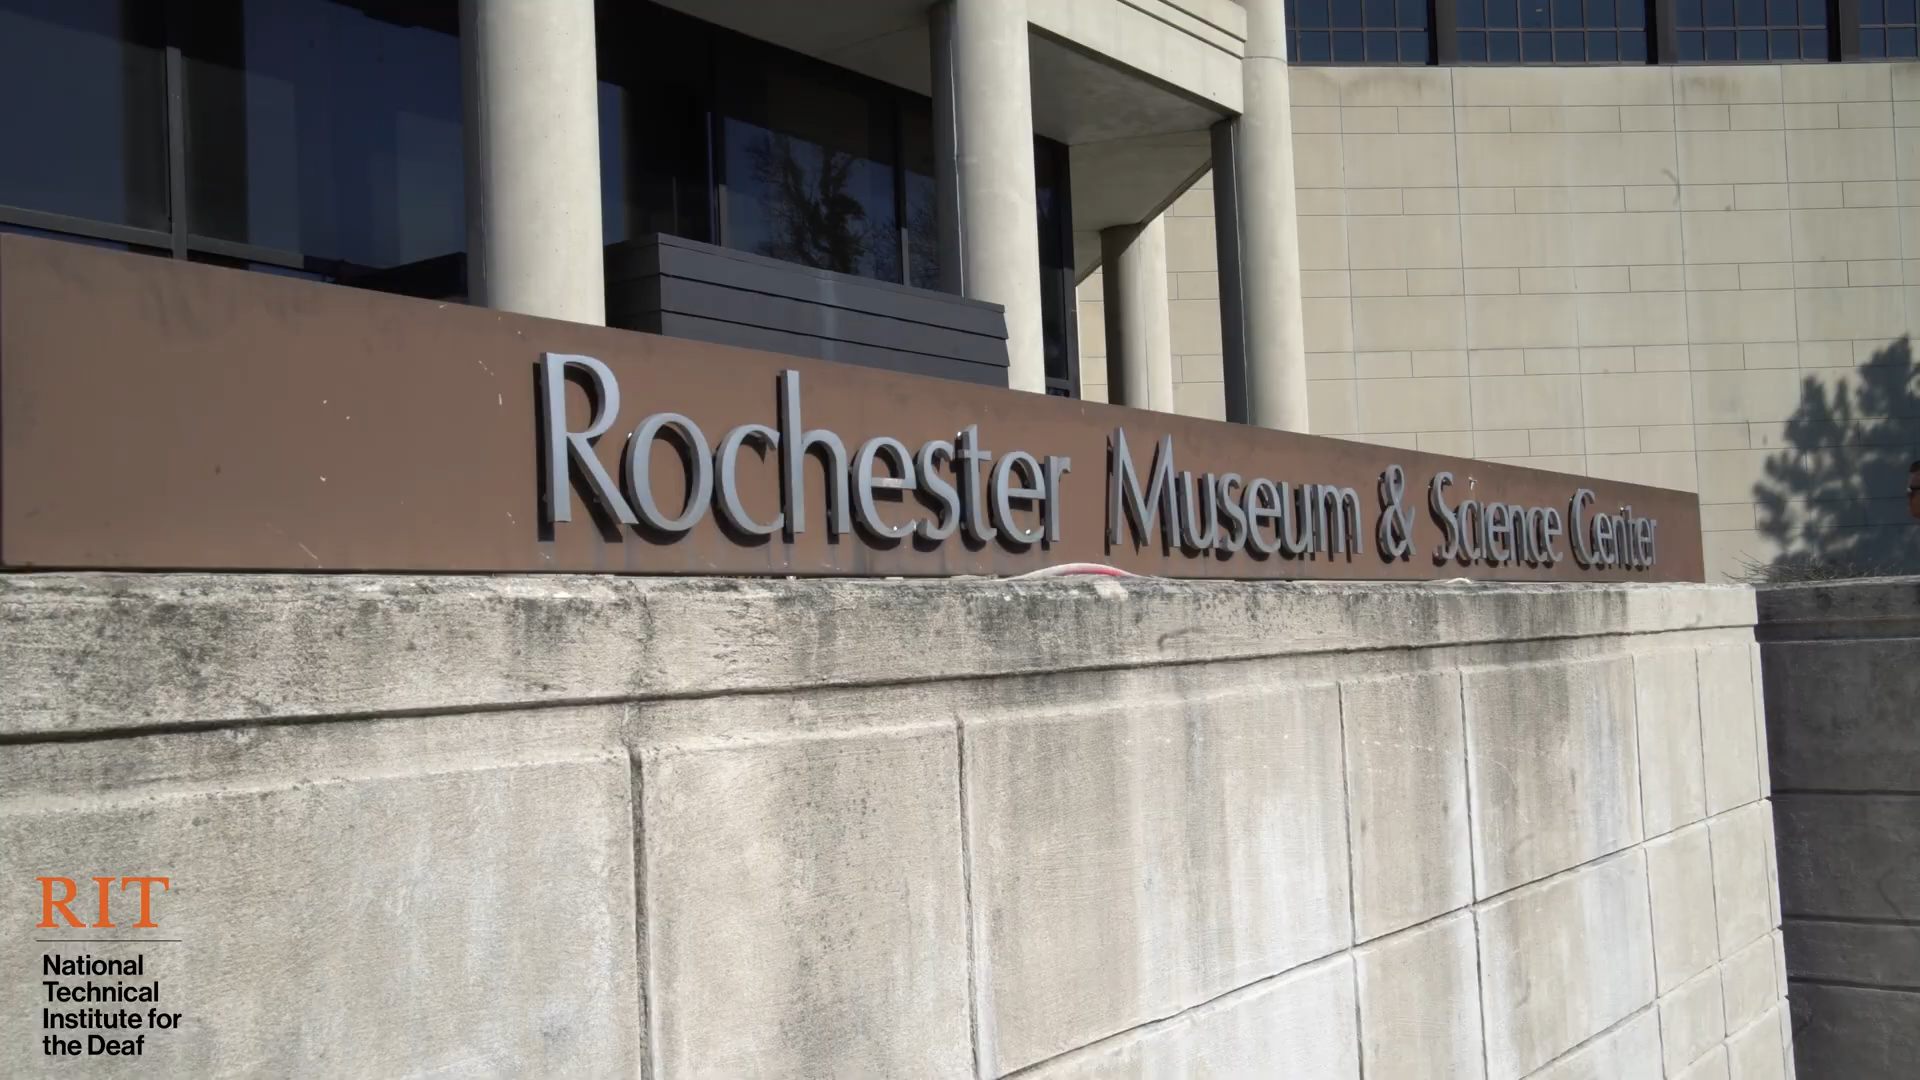 Rochester Museum & Science Center
RIT
National
Technical
Institute for
the Deaf